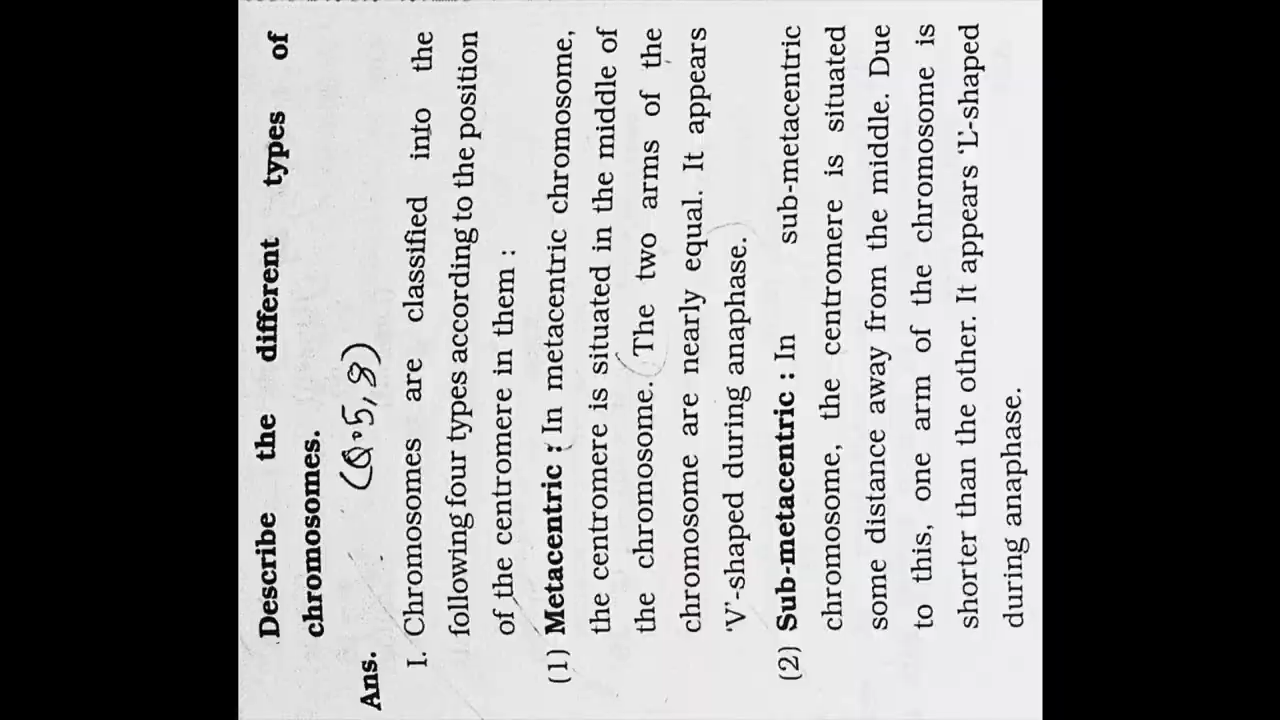 Describe the different types of
chromosomes.
Ans. (Q.5, 8)
I. Chromosomes are classified into the
following four types according to the position
of the centromere in them :
(1) Metacentric : In metacentric chromosome,
the centromere is situated in the middle of
the chromosome. The two arms of the
chromosome are nearly equal. It appears
'V'-shaped during anaphase.
(2) Sub-metacentric : In sub-metacentric
chromosome, the centromere is situated
some distance away from the middle. Due
to this, one arm of the chromosome is
shorter than the other. It appears 'L'-shaped
during anaphase.